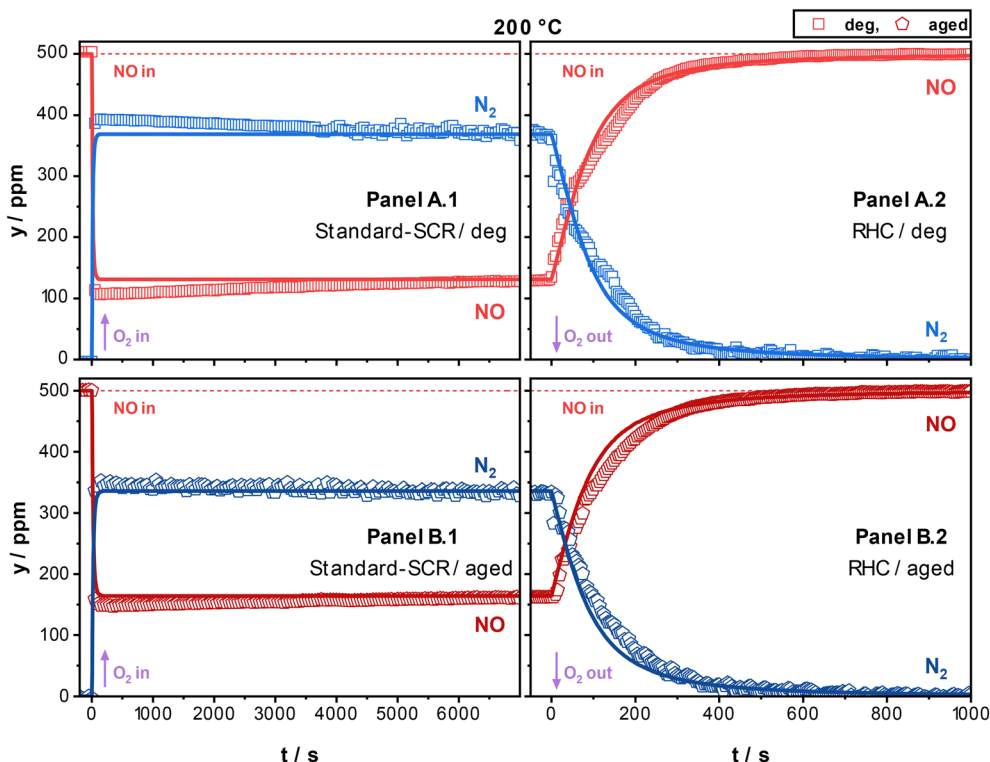 200 °C
deg, aged
500
400
300
200
100
0
y / ppm
NO in
N2
Panel A.1
Standard-SCR / deg
NO
O2 in
NO in
NO
Panel A.2
RHC / deg
O2 out
N2
500
400
300
200
100
0
y / ppm
NO in
N2
Panel B.1
Standard-SCR / aged
NO
O2 in
NO in
NO
Panel B.2
RHC / aged
O2 out
N2
0 1000 2000 3000 4000 5000 6000
0 200 400 600 800 1000
t / s
t / s